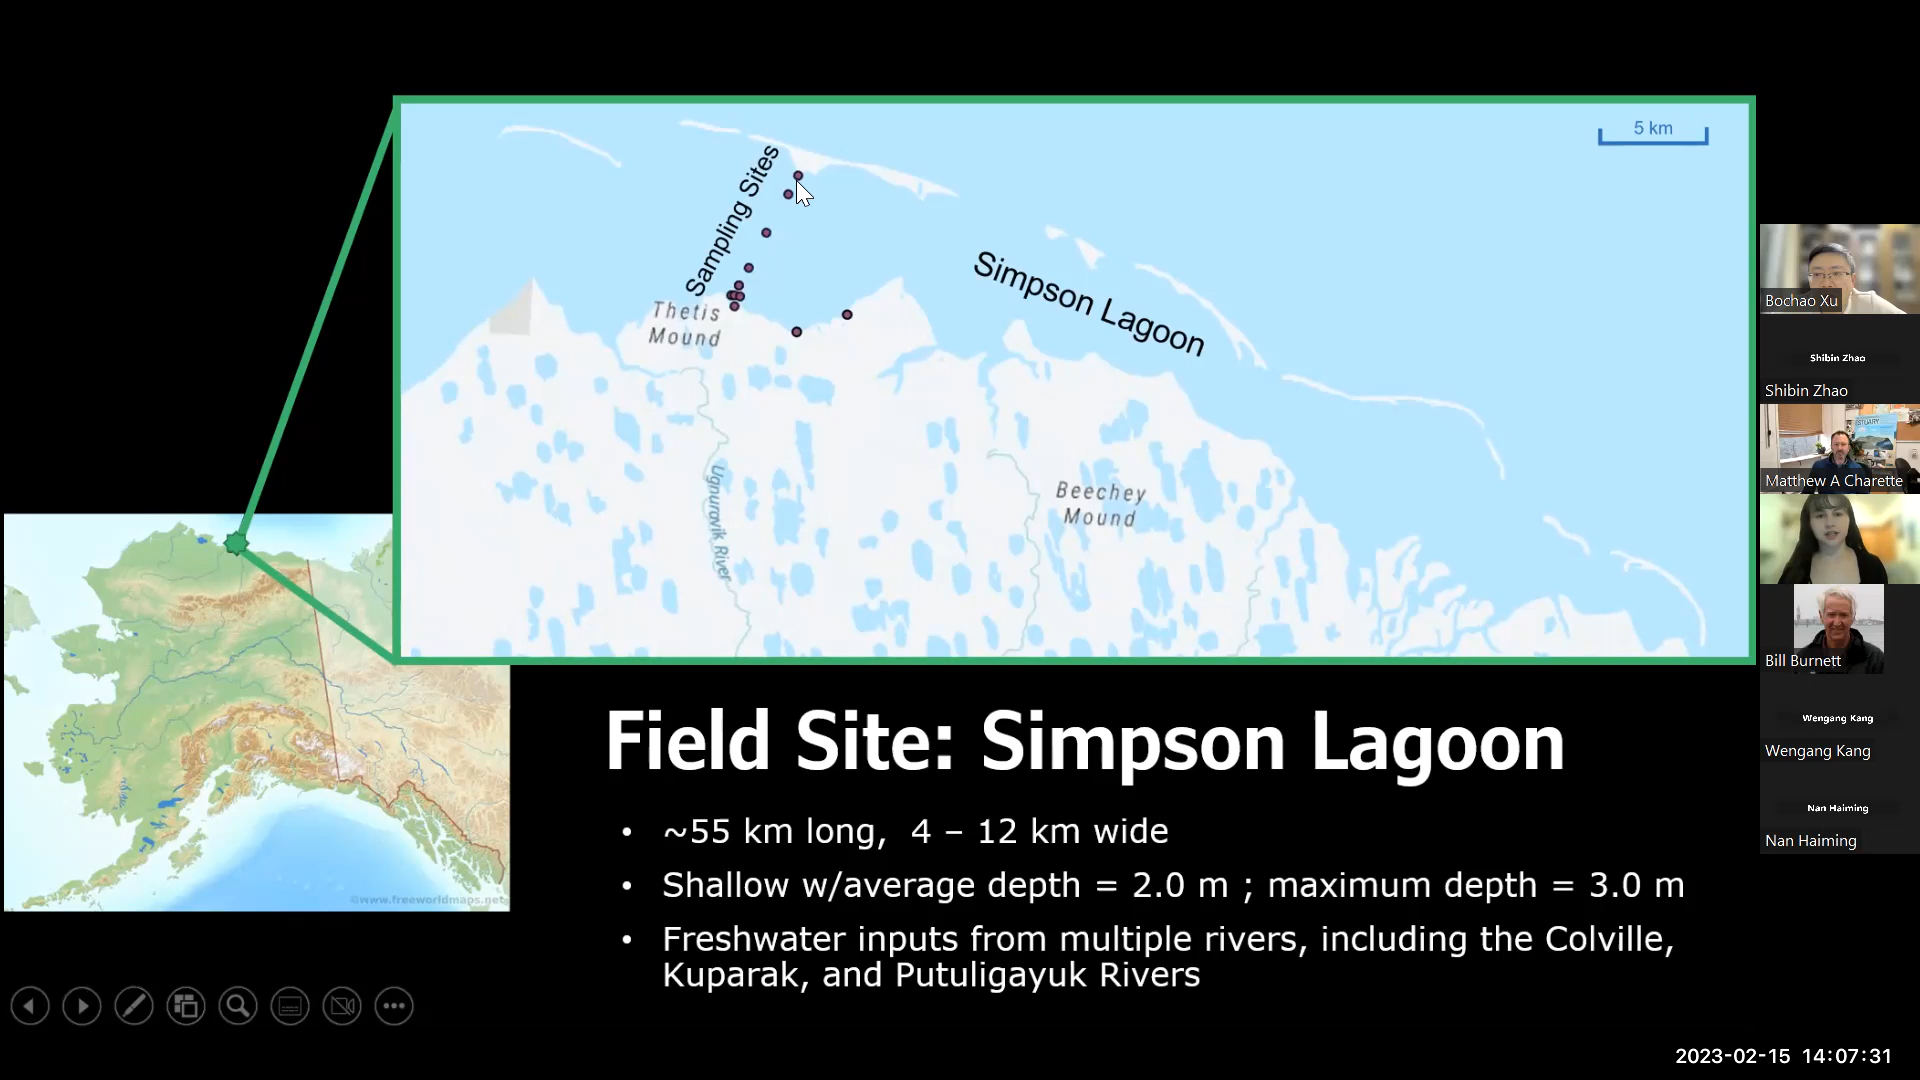 5 km
Sampling Sites
Simpson Lagoon
Thetis
Mound
Ugnuravik River
Beechey
Mound
©www.freeworldmaps.net
Field Site: Simpson Lagoon
• ~55 km long, 4 – 12 km wide
• Shallow w/average depth = 2.0 m ; maximum depth = 3.0 m
• Freshwater inputs from multiple rivers, including the Colville,
Kuparak, and Putuligayuk Rivers
Bochao Xu
Shibin Zhao
Shibin Zhao
ESTUARY
Matthew A Charette
Bill Burnett
Wengang Kang
Wengang Kang
Nan Haiming
Nan Haiming
2023-02-15 14:07:31